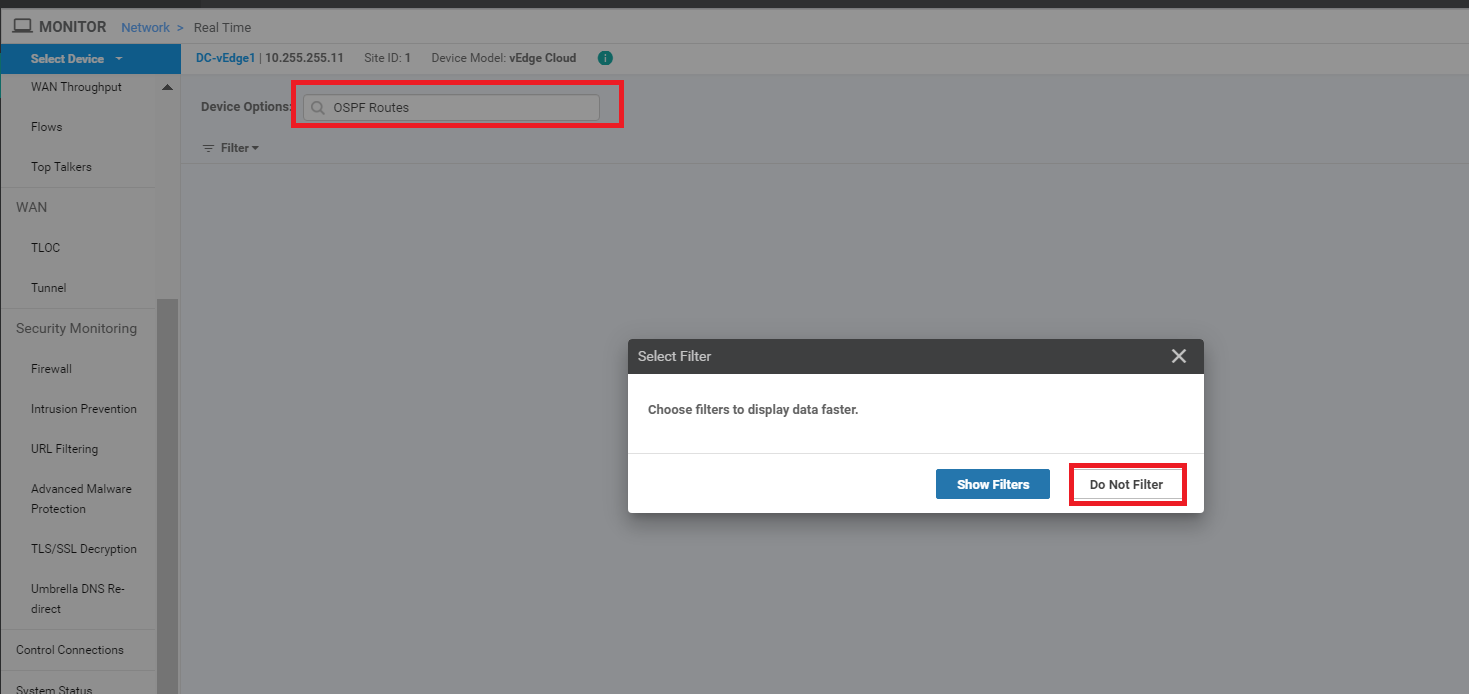 MONITOR Network > Real Time
Select Device
DC-vEdge1 | 10.255.255.11 Site ID: 1 Device Model: vEdge Cloud i
WAN Throughput
Flows
Top Talkers
WAN
TLOC
Tunnel
Security Monitoring
Firewall
Intrusion Prevention
URL Filtering
Advanced Malware
Protection
TLS/SSL Decryption
Umbrella DNS Re-
direct
Control Connections
System Status
Device Options: OSPF Routes
Filter
Select Filter
Choose filters to display data faster.
Show Filters Do Not Filter